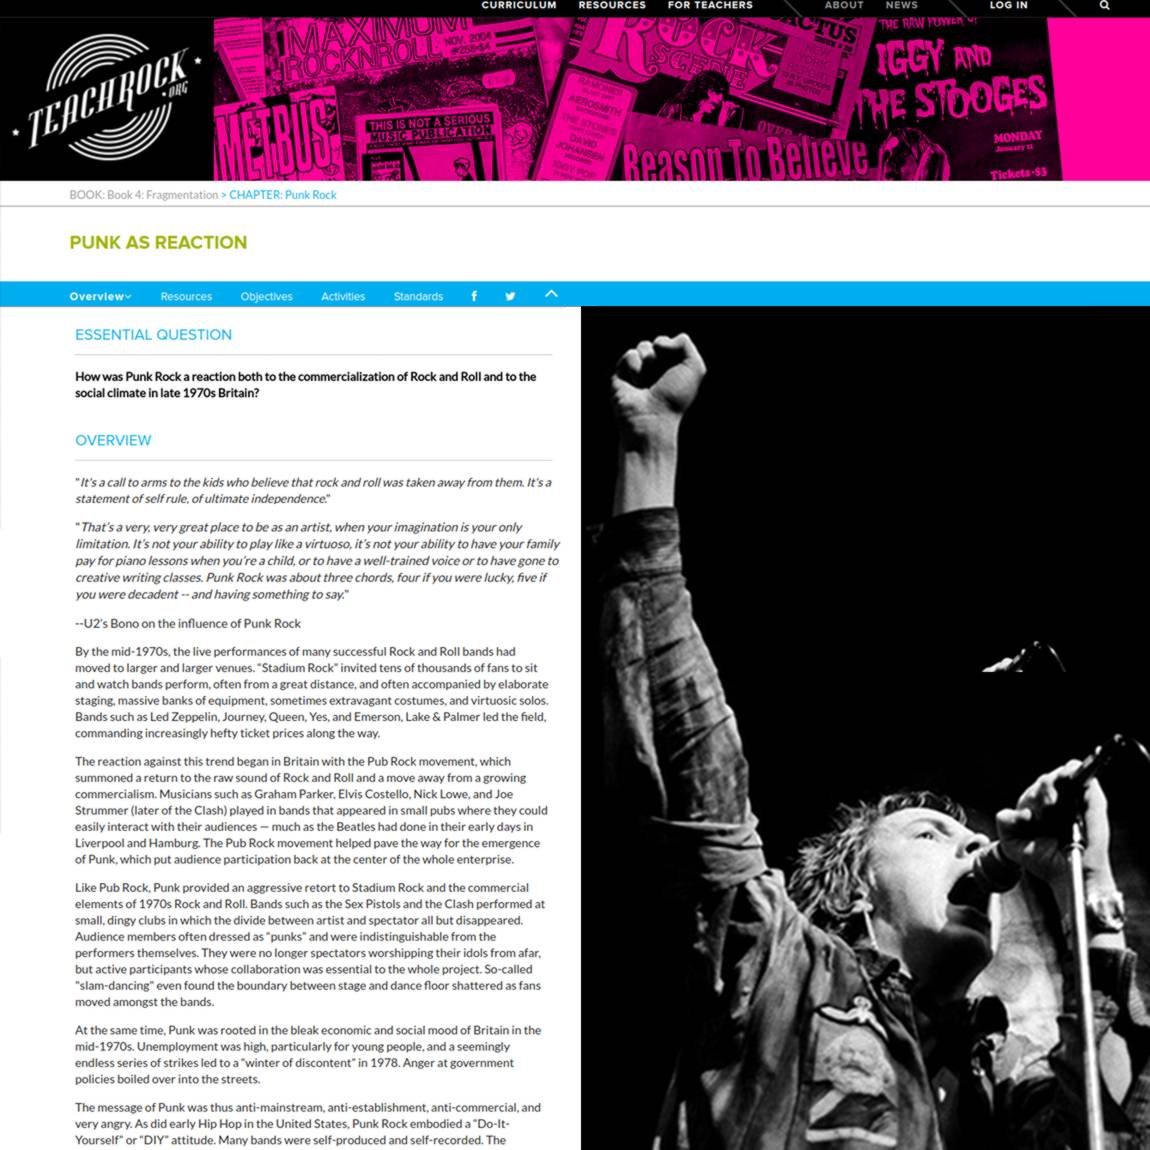 CURRICULUM RESOURCES FOR TEACHERS ABOUT NEWS LOG IN
TEACHROCK
.ORG
MAXIMUM
ROCKNROLL
NOV. 2004
#258•$4
METBUS
THIS IS NOT A SERIOUS
MUSIC PUBLICATION
ROCK
SCENE
RAMONES
AEROSMITH
THE STONES
DAVID
JOHANSEN
IGGY POP
CACTUS
Reason To Believe
THE RAW POWER OF
IGGY AND
THE STOOGES
MONDAY
January 11
Tickets•$3
BOOK: Book 4: Fragmentation > CHAPTER: Punk Rock
PUNK AS REACTION
Overview Resources Objectives Activities Standards
ESSENTIAL QUESTION
How was Punk Rock a reaction both to the commercialization of Rock and Roll and to the
social climate in late 1970s Britain?
OVERVIEW
"It's a call to arms to the kids who believe that rock and roll was taken away from them. It's a
statement of self rule, of ultimate independence."
"That's a very, very great place to be as an artist, when your imagination is your only
limitation. It's not your ability to play like a virtuoso, it's not your ability to have your family
pay for piano lessons when you're a child, or to have a well-trained voice or to have gone to
creative writing classes. Punk Rock was about three chords, four if you were lucky, five if
you were decadent -- and having something to say."
--U2's Bono on the influence of Punk Rock
By the mid-1970s, the live performances of many successful Rock and Roll bands had
moved to larger and larger venues. "Stadium Rock" invited tens of thousands of fans to sit
and watch bands perform, often from a great distance, and often accompanied by elaborate
staging, massive banks of equipment, sometimes extravagant costumes, and virtuosic solos.
Bands such as Led Zeppelin, Journey, Queen, Yes, and Emerson, Lake & Palmer led the field,
commanding increasingly hefty ticket prices along the way.
The reaction against this trend began in Britain with the Pub Rock movement, which
summoned a return to the raw sound of Rock and Roll and a move away from a growing
commercialism. Musicians such as Graham Parker, Elvis Costello, Nick Lowe, and Joe
Strummer (later of the Clash) played in bands that appeared in small pubs where they could
easily interact with their audiences — much as the Beatles had done in their early days in
Liverpool and Hamburg. The Pub Rock movement helped pave the way for the emergence
of Punk, which put audience participation back at the center of the whole enterprise.
Like Pub Rock, Punk provided an aggressive retort to Stadium Rock and the commercial
elements of 1970s Rock and Roll. Bands such as the Sex Pistols and the Clash performed at
small, dingy clubs in which the divide between artist and spectator all but disappeared.
Audience members often dressed as "punks" and were indistinguishable from the
performers themselves. They were no longer spectators worshipping their idols from afar,
but active participants whose collaboration was essential to the whole project. So-called
"slam-dancing" even found the boundary between stage and dance floor shattered as fans
moved amongst the bands.
At the same time, Punk was rooted in the bleak economic and social mood of Britain in the
mid-1970s. Unemployment was high, particularly for young people, and a seemingly
endless series of strikes led to a "winter of discontent" in 1978. Anger at government
policies boiled over into the streets.
The message of Punk was thus anti-mainstream, anti-establishment, anti-commercial, and
very angry. As did early Hip Hop in the United States, Punk Rock embodied a "Do-It-
Yourself" or "DIY" attitude. Many bands were self-produced and self-recorded. The